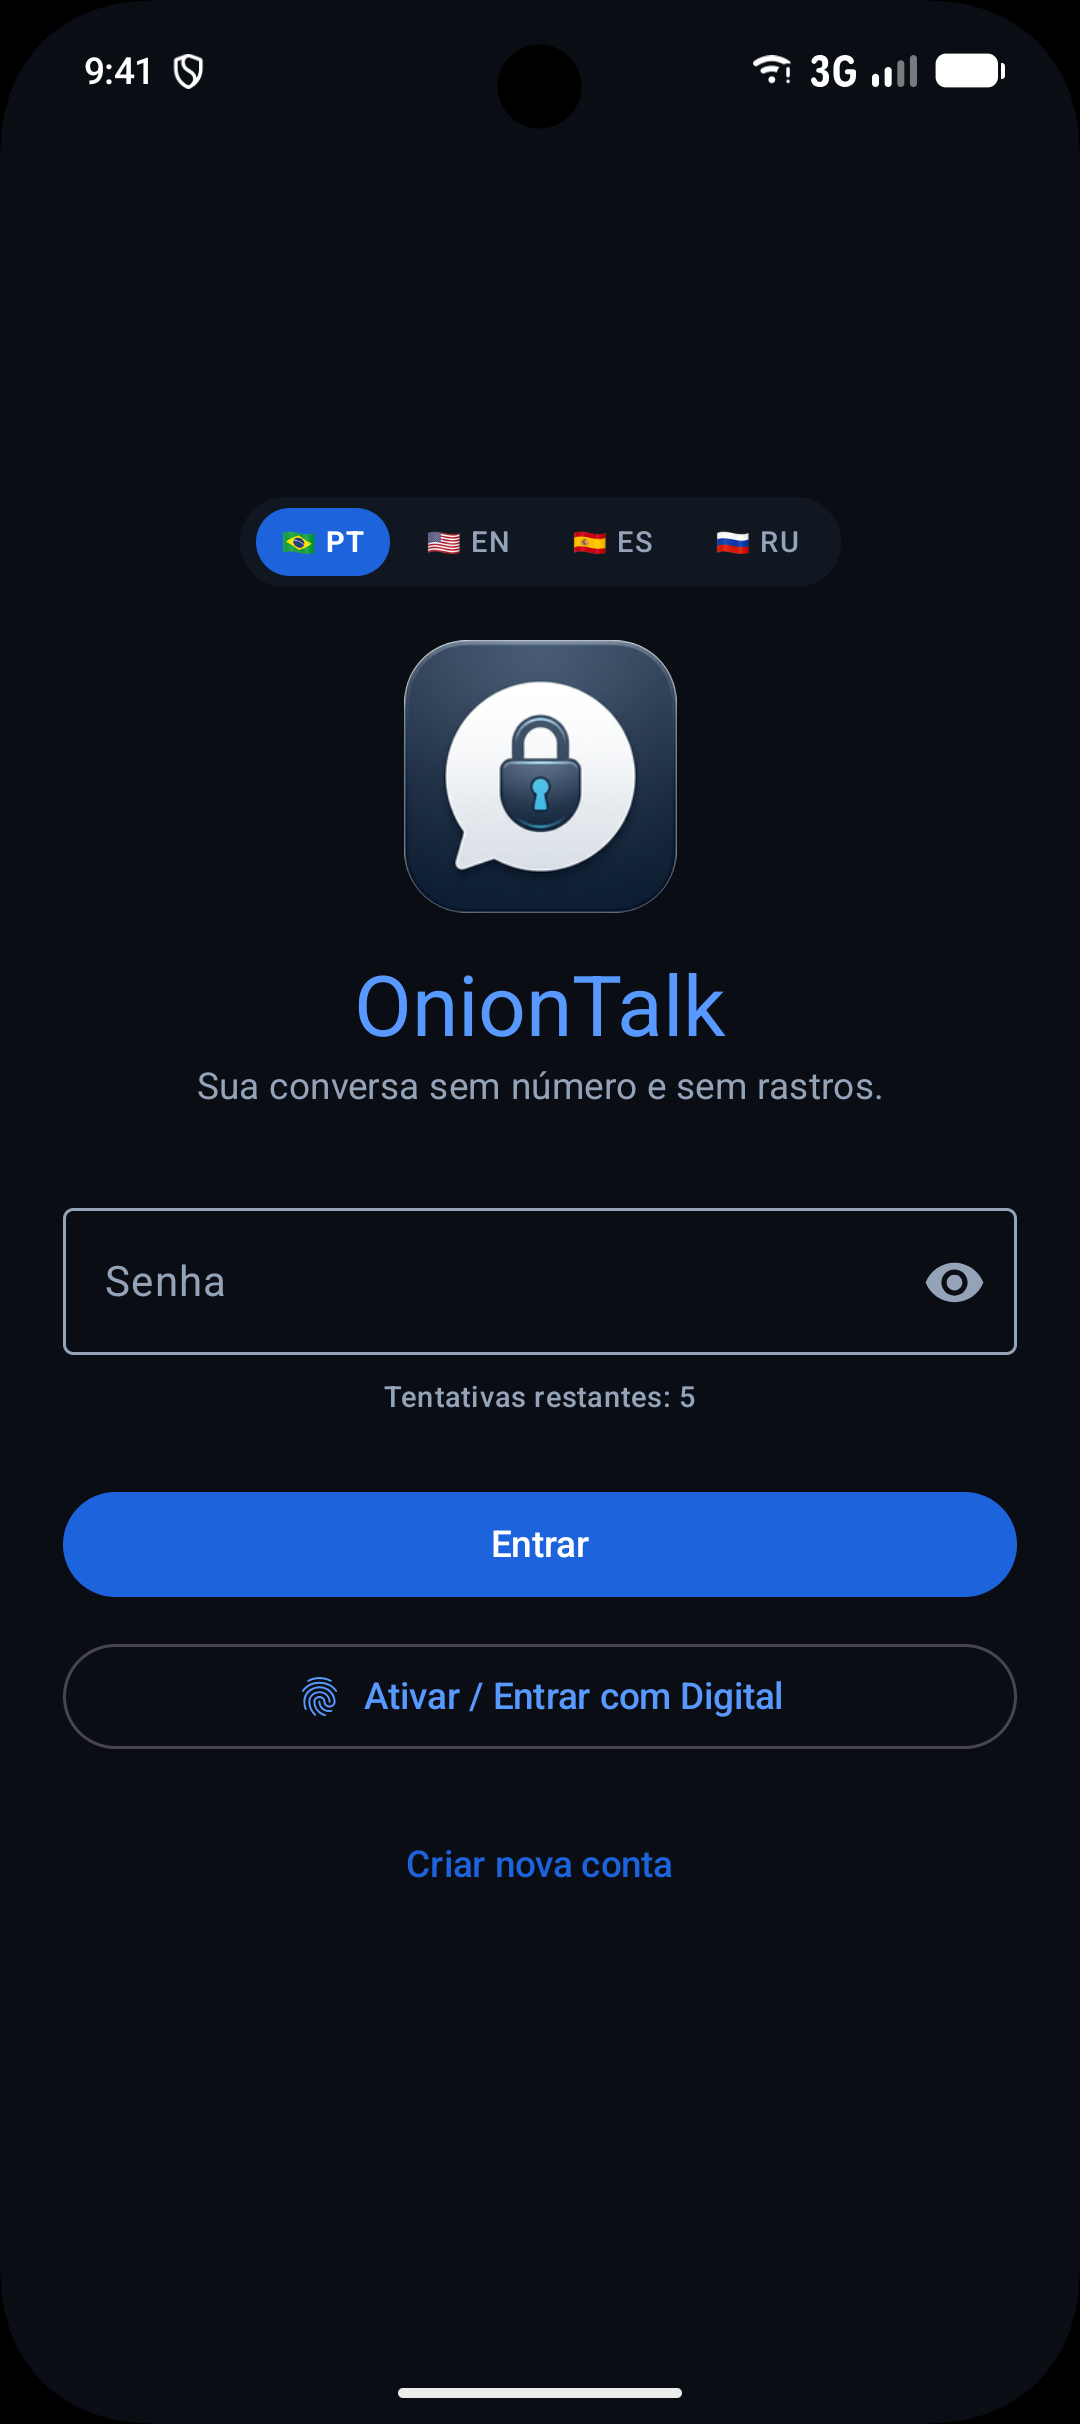 9:41
3G
PT
EN
ES
RU
OnionTalk
Sua conversa sem número e sem rastros.
Senha
Tentativas restantes: 5
Entrar
Ativar / Entrar com Digital
Criar nova conta